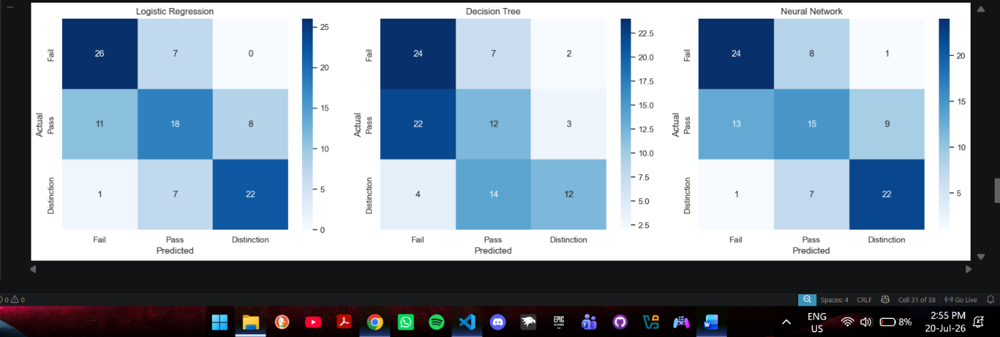 ...
Logistic Regression
Fail
26
7
0
Actual
Pass
11
18
8
Distinction
1
7
22
Fail
Pass
Distinction
Predicted
25
20
15
10
5
0
Decision Tree
Fail
24
7
2
Actual
Pass
22
12
3
Distinction
4
14
12
Fail
Pass
Distinction
Predicted
22.5
20.0
17.5
15.0
12.5
10.0
7.5
5.0
2.5
Neural Network
Fail
24
8
1
Actual
Pass
13
15
9
Distinction
1
7
22
Fail
Pass
Distinction
Predicted
20
15
10
5
0 0
Spaces: 4 CRLF Cell 31 of 38 Go Live
EPIC GAMES
ENG
US
8%
2:55 PM
20-Jul-26